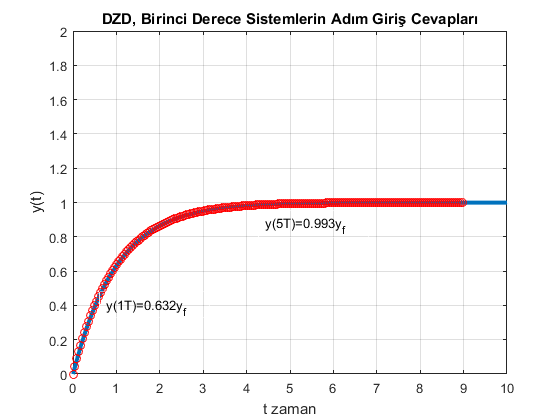 DZD, Birinci Derece Sistemlerin Adım Giriş Cevapları
2
1.8
1.6
1.4
1.2
1
0.8
0.6
0.4
0.2
0
y(t)
y(5T)=0.993y_f
y(1T)=0.632y_f
0 1 2 3 4 5 6 7 8 9 10
t zaman